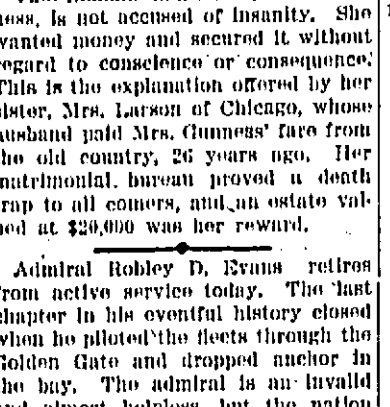 ness, is not accused of insanity. She
wanted money and secured it without
regard to conscience or consequence.
This is the explanation offered by her
sister, Mrs. Larson of Chicago, whose
husband paid Mrs. Gunness' fare from
the old country, 26 years ago. Her
matrimonial bureau proved a death
trap to all comers, and an estate val-
ued at $20,000 was her reward.
Admiral Robley D. Evans retires
from active service today. The last
chapter in his eventful history closed
when he piloted the fleets through the
Golden Gate and dropped anchor in
the bay. The admiral is an invalid
and almost helpless, but the nation